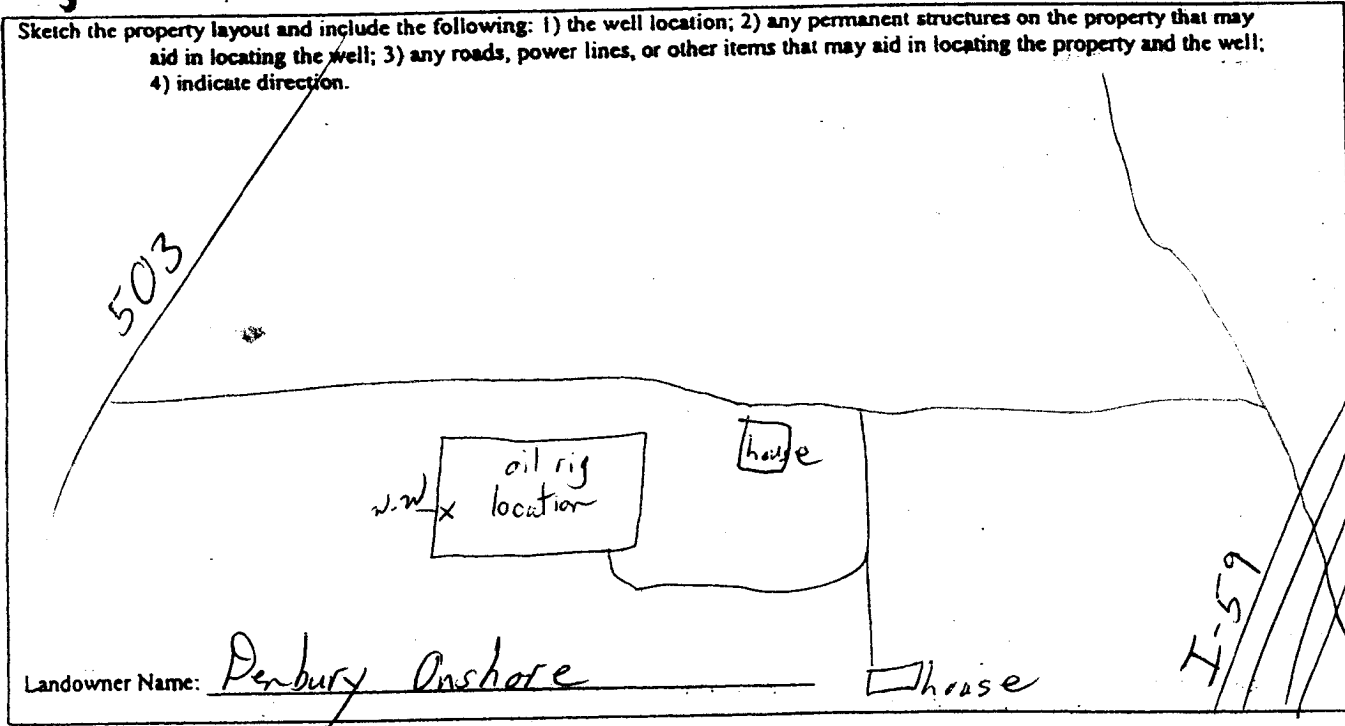 Sketch the property layout and include the following: 1) the well location; 2) any permanent structures on the property that may
aid in locating the well; 3) any roads, power lines, or other items that may aid in locating the property and the well;
4) indicate direction.
503
house
oil rig
location
w.w
x
I-59
Landowner Name: Denbury Onshore
house